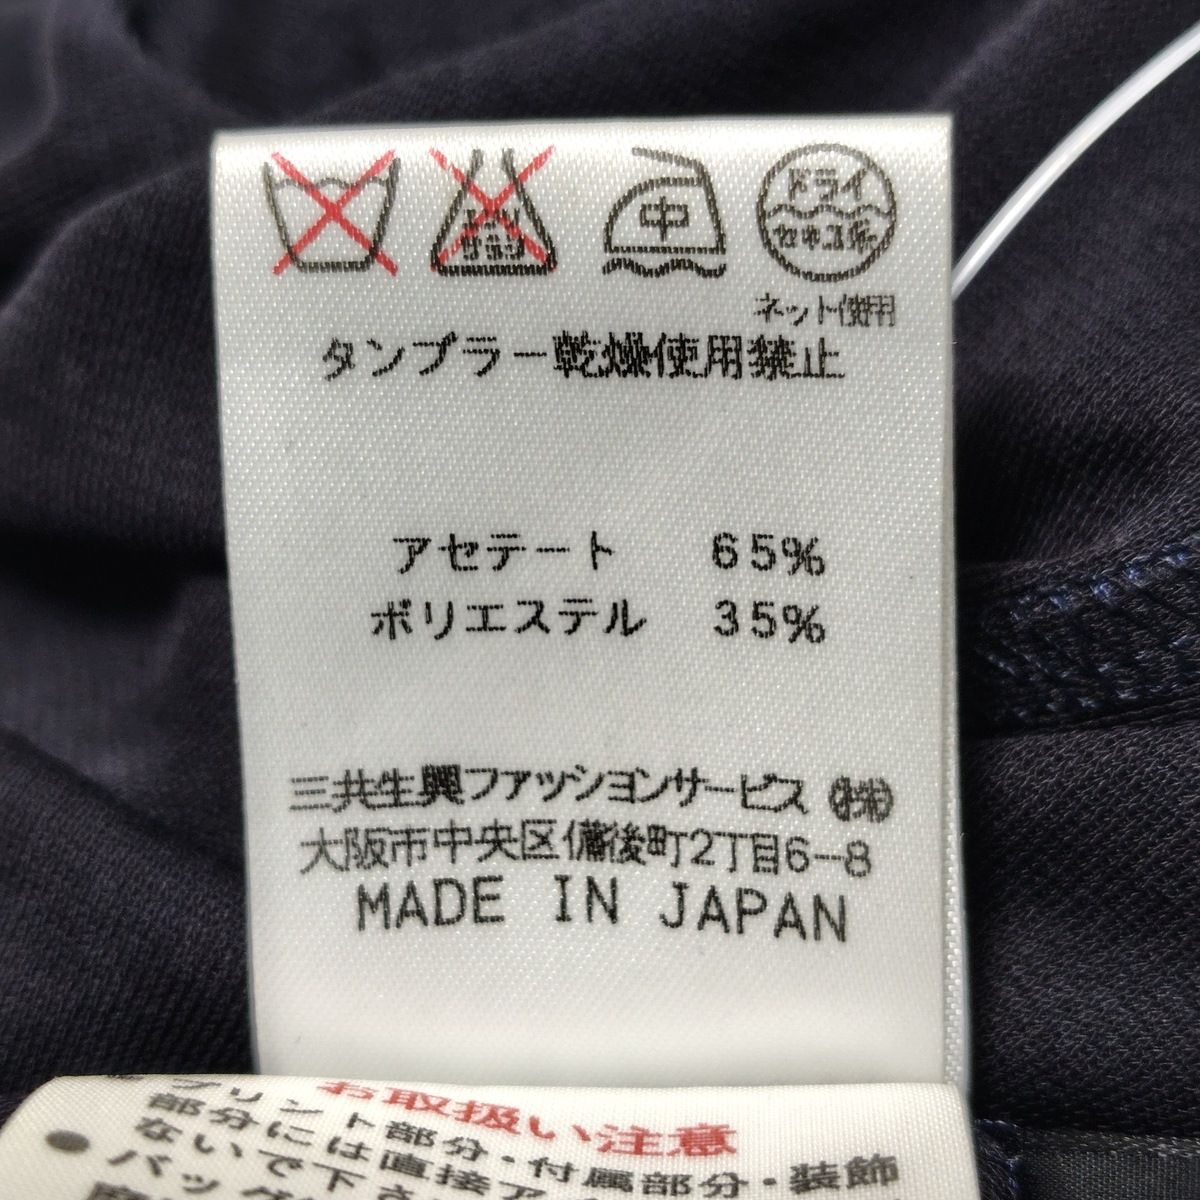 エンソ
サラシ
中
ドライ
セキユ系
ネット使用
タンブラー乾燥使用禁止
アセテート 65%
ポリエステル 35%
三共生興ファッションサービス ㈱
大阪市中央区備後町2丁目6-8
MADE IN JAPAN
お取扱い注意
プリント部分・付属部分・装飾
部分には直接アイ
ないで下さ
バッグ